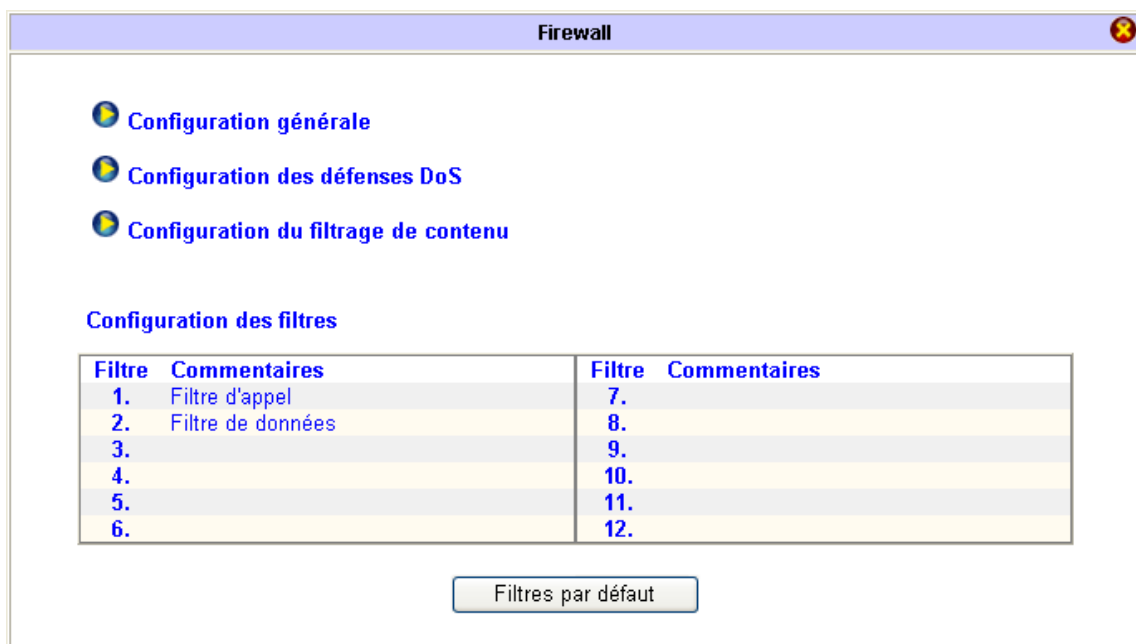 Firewall
Configuration générale
Configuration des défenses DoS
Configuration du filtrage de contenu
Configuration des filtres
Filtre Commentaires Filtre Commentaires
1. Filtre d'appel 7.
2. Filtre de données 8.
3. 9.
4. 10.
5. 11.
6. 12.
Filtres par défaut